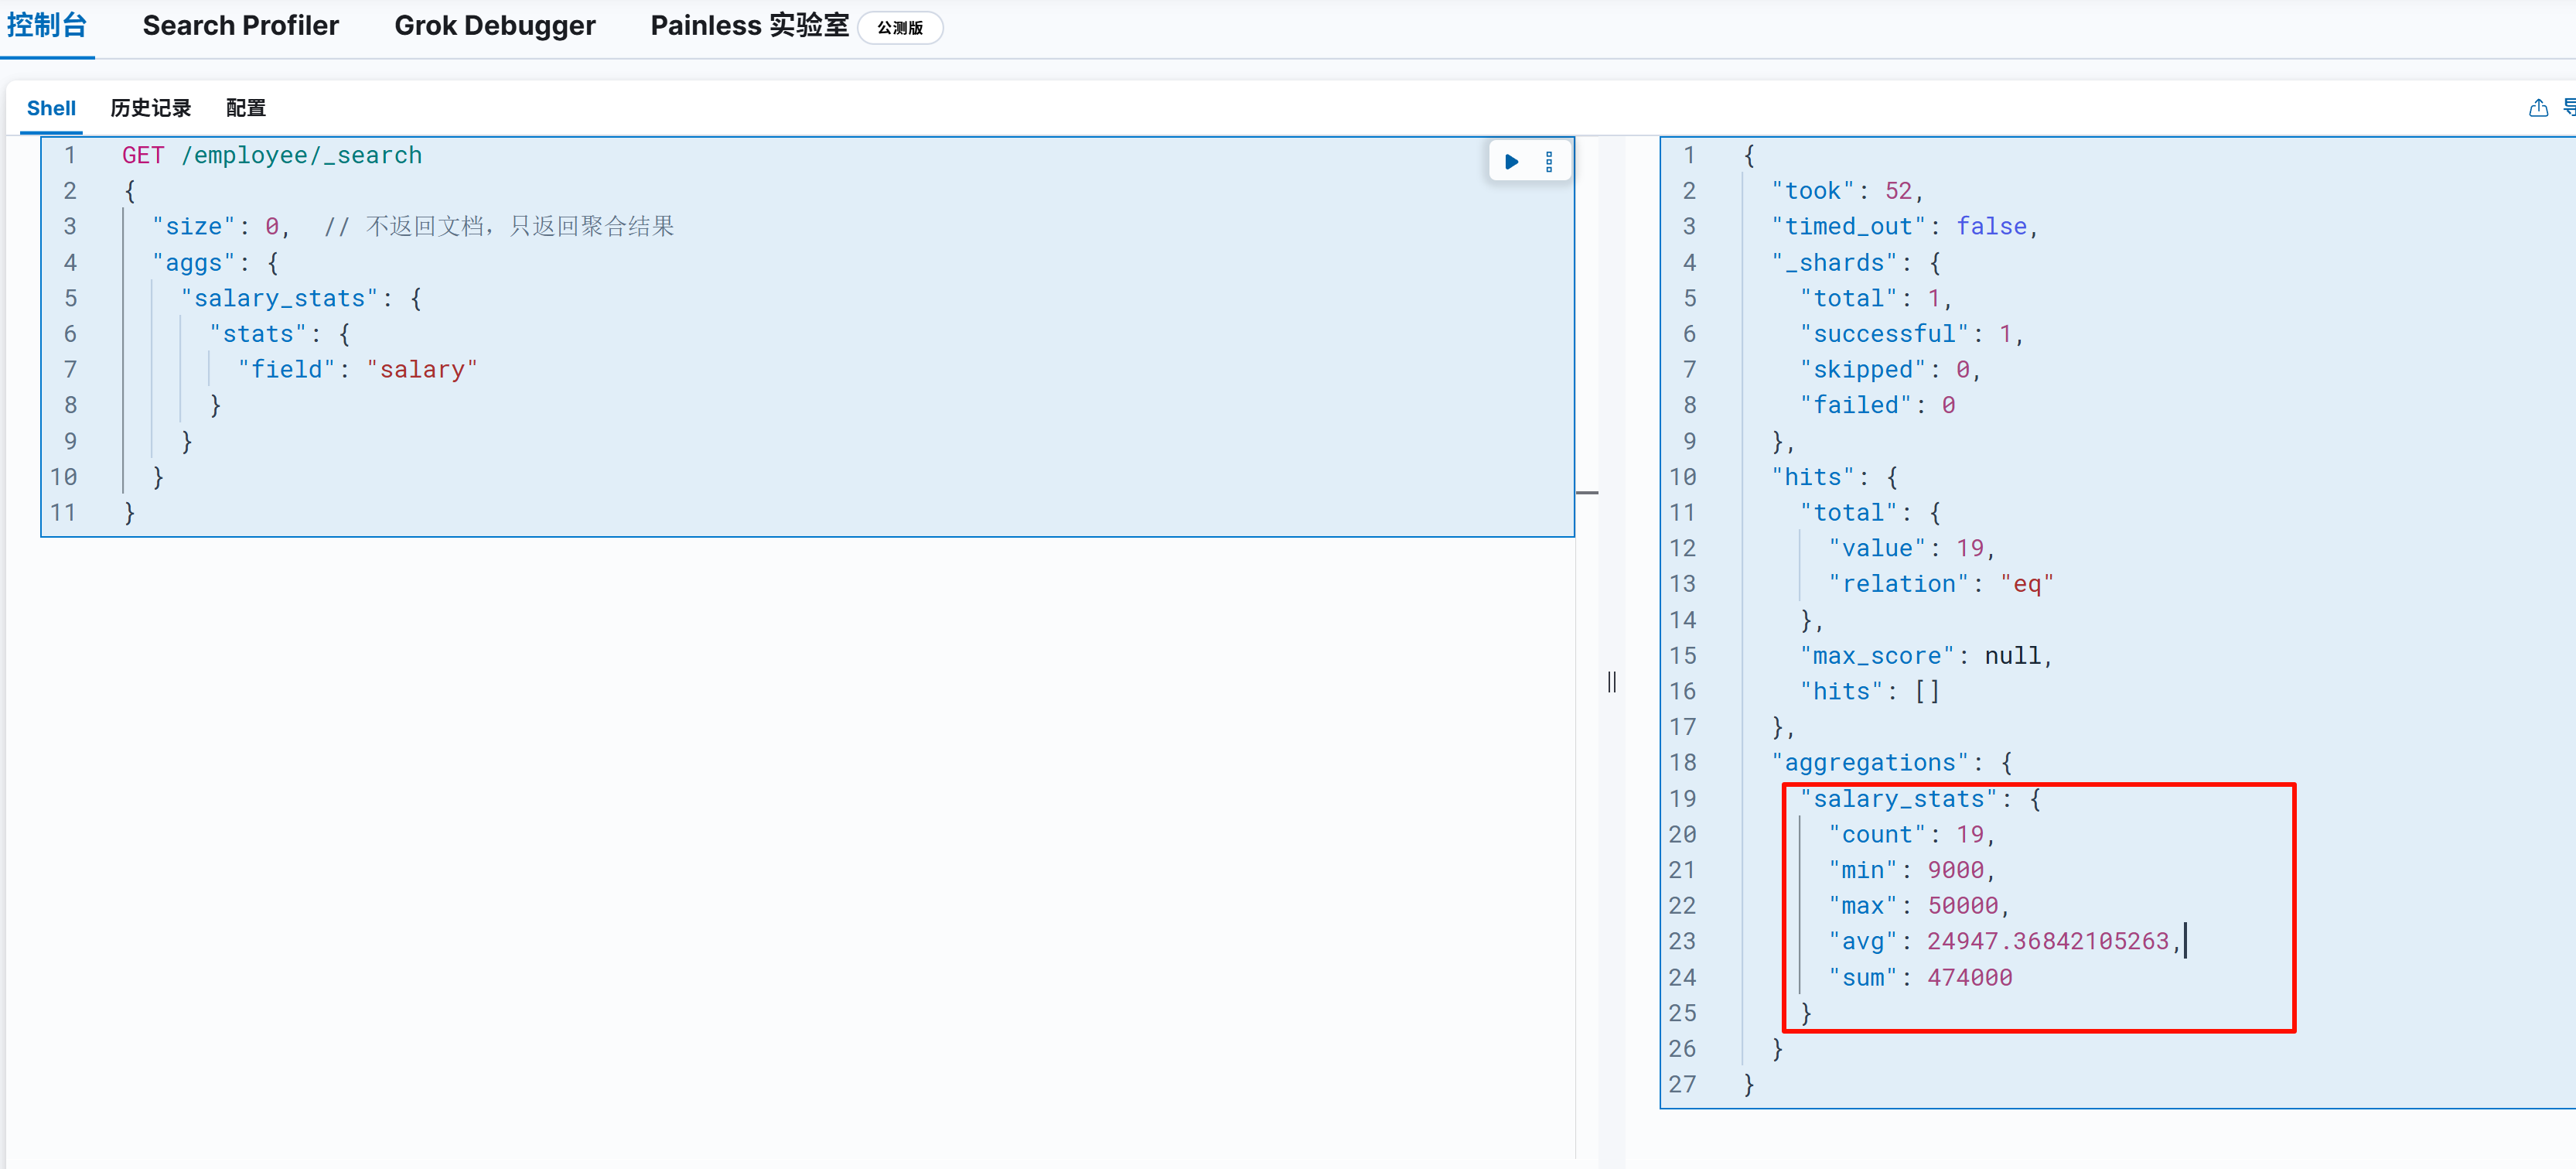 控制台 Search Profiler Grok Debugger Painless 实验室 公测版
Shell 历史记录 配置
1 GET /employee/_search
2 {
3 "size": 0, // 不返回文档，只返回聚合结果
4 "aggs": {
5 "salary_stats": {
6 "stats": {
7 "field": "salary"
8 }
9 }
10 }
11 }
1 {
2 "took": 52,
3 "timed_out": false,
4 "_shards": {
5 "total": 1,
6 "successful": 1,
7 "skipped": 0,
8 "failed": 0
9 },
10 "hits": {
11 "total": {
12 "value": 19,
13 "relation": "eq"
14 },
15 "max_score": null,
16 "hits": []
17 },
18 "aggregations": {
19 "salary_stats": {
20 "count": 19,
21 "min": 9000,
22 "max": 50000,
23 "avg": 24947.36842105263,
24 "sum": 474000
25 }
26 }
27 }